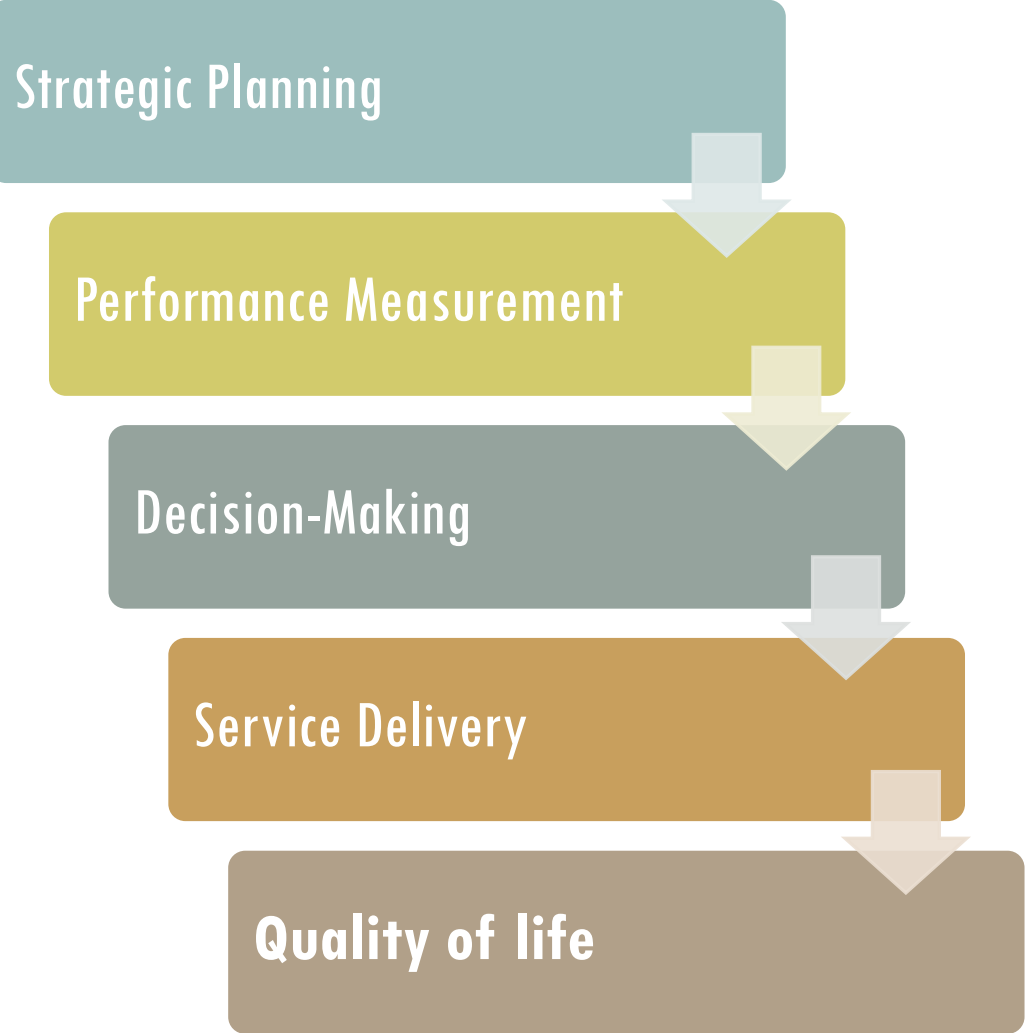 Strategic Planning
Performance Measurement
Decision-Making
Service Delivery
Quality of life